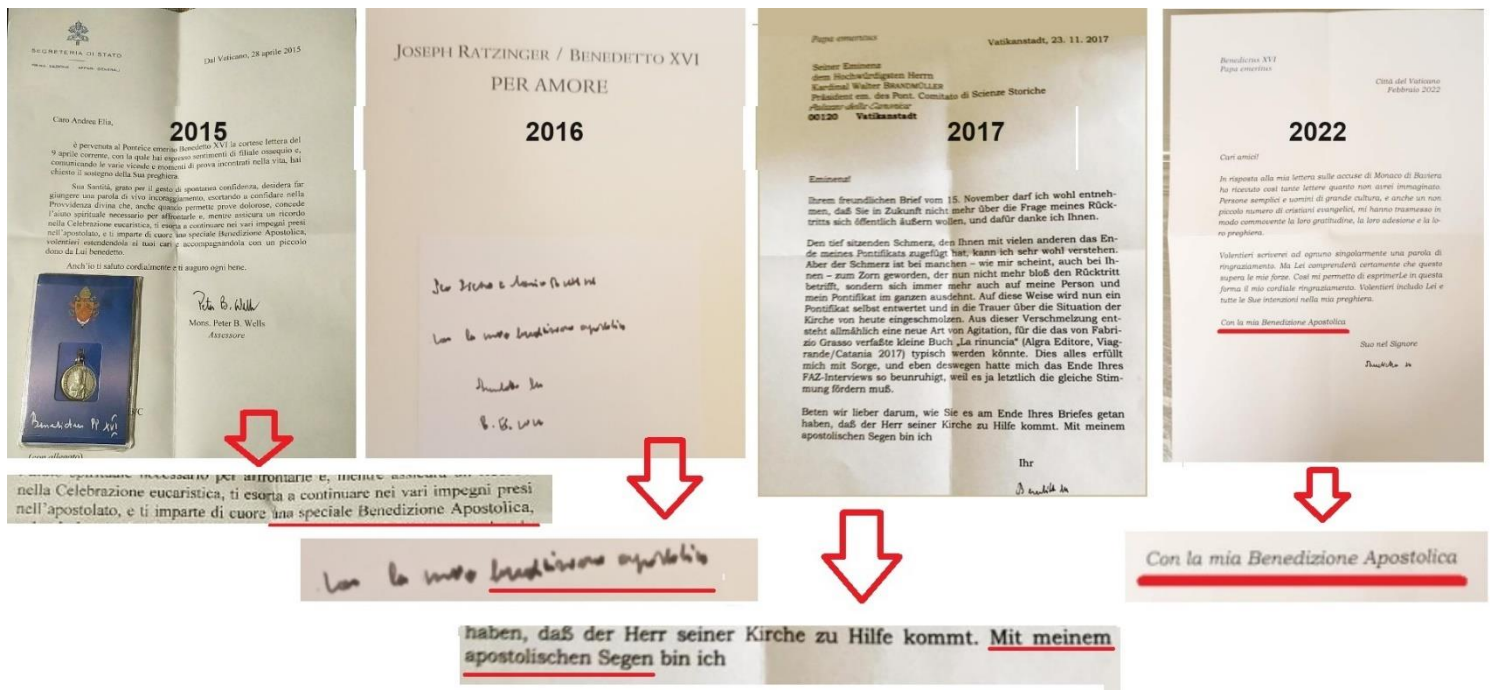 SEGRETERIA DI STATO
Dal Vaticano, 28 aprile 2015
Caro Andrea Elia,
2015
è pervenuta al Pontefice emerito Benedetto XVI la cortese lettera del
9 aprile corrente, con la quale hai espresso sentimenti di filiale ossequio e,
comunicando le varie vicende e momenti di prova incontrati nella vita, hai
chiesto il sostegno della Sua preghiera.
Sua Santità, grato per il gesto di spontanea confidenza, desidera far
giungere una parola di vivo incoraggiamento, esortando a confidare nella
Provvidenza divina che, anche quando permette prove dolorose, concede
l'aiuto spirituale necessario per affrontarle e, mentre assicura un ricordo
nella Celebrazione eucaristica, ti esorta a continuare nei vari impegni presi
nell'apostolato, e ti imparte di cuore una speciale Benedizione Apostolica,
volentieri estendendola ai tuoi cari e accompagnandola con un piccolo
dono da Lui benedetto.
Anch'io ti saluto cordialmente e ti auguro ogni bene.
Peter B. Wells
Mons. Peter B. Wells
Assessore
Benedictus PP XVI
(con allegato)
nella Celebrazione eucaristica, ti esorta a continuare nei vari impegni presi
nell'apostolato, e ti imparte di cuore una speciale Benedizione Apostolica,
JOSEPH RATZINGER / BENEDETTO XVI
PER AMORE
2016
Con la mia benedizione apostolica
Con la mia benedizione apostolica
Papa emeritus
Vatikanstadt, 23. 11. 2017
Seiner Eminenz
dem Hochwürdigsten Herrn
Kardinal Walter BRANDMÜLLER
Präsident em. des Pont. Comitato di Scienze Storiche
Palazzo della Canonica
00120 Vatikanstadt
2017
Eminenz!
Ihrem freundlichen Brief vom 15. November darf ich wohl entneh-
men, daß Sie in Zukunft nicht mehr über die Frage meines Rück-
tritts sich öffentlich äußern wollen, und dafür danke ich Ihnen.
Den tief sitzenden Schmerz, den Ihnen mit vielen anderen das En-
de meines Pontifikats zugefügt hat, kann ich sehr wohl verstehen.
Aber der Schmerz ist bei manchen – wie mir scheint, auch bei Ih-
nen – zum Zorn geworden, der nun nicht mehr bloß den Rücktritt
betrifft, sondern sich immer mehr auch auf meine Person und
mein Pontifikat im ganzen ausdehnt. Auf diese Weise wird nun ein
Pontifikat selbst entwertet und in die Trauer über die Situation der
Kirche von heute eingeschmolzen. Aus dieser Verschmelzung ent-
steht allmählich eine neue Art von Agitation, für die das von Fabri-
zio Grasso verfaßte kleine Buch „La rinuncia“ (Algra Editore, Viag-
rande/Catania 2017) typisch werden könnte. Dies alles erfüllt
mich mit Sorge, und eben deswegen hatte mich das Ende Ihres
FAZ-Interviews so beunruhigt, weil es ja letztlich die gleiche Stim-
mung fördern muß.
Beten wir lieber darum, wie Sie es am Ende Ihres Briefes getan
haben, daß der Herr seiner Kirche zu Hilfe kommt. Mit meinem
apostolischen Segen bin ich
Ihr
haben, daß der Herr seiner Kirche zu Hilfe kommt. Mit meinem
apostolischen Segen bin ich
Benedictus XVI
Papa emeritus
Città del Vaticano
Febbraio 2022
2022
Cari amici!
In risposta alla mia lettera sulle accuse di Monaco di Baviera
ho ricevuto così tante lettere quanto non avrei immaginato.
Persone semplici e uomini di grande cultura, e anche un non
piccolo numero di cristiani evangelici, mi hanno trasmesso in
modo commovente la loro gratitudine, la loro adesione e la lo-
ro preghiera.
Volentieri scriverei ad ognuno singolarmente una parola di
ringraziamento. Ma Lei comprenderà certamente che questo
supera le mie forze. Così mi permetto di esprimerLe in questa
forma il mio cordiale ringraziamento. Volentieri includo Lei e
tutte le Sue intenzioni nella mia preghiera.
Con la mia Benedizione Apostolica
Suo nel Signore
Con la mia Benedizione Apostolica